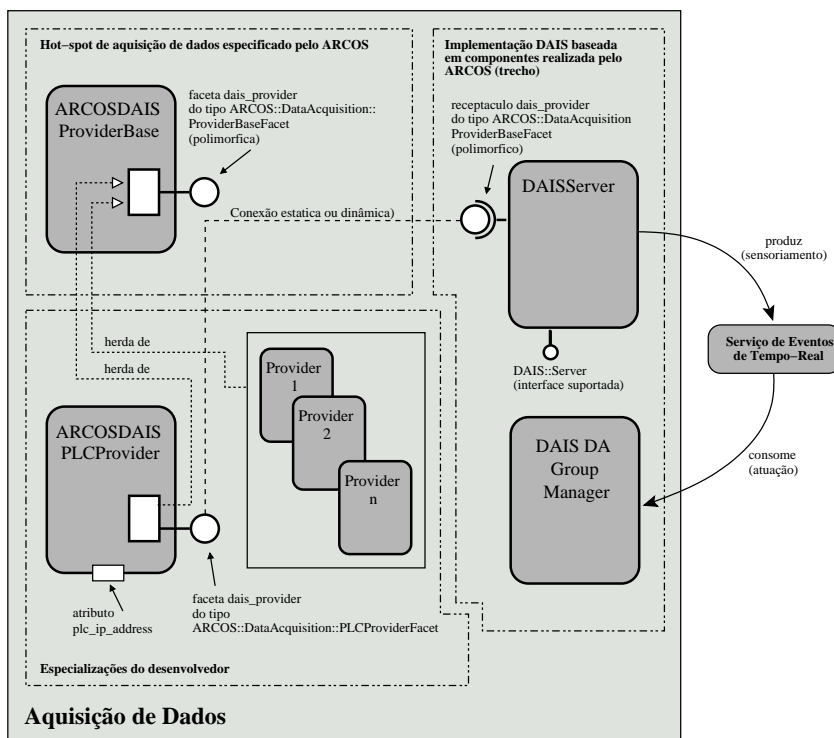 Hot−spot de aquisição de dados especificado pelo ARCOS
ARCOSDAIS
ProviderBase
faceta dais_provider
do tipo ARCOS::DataAcquisition::
ProviderBaseFacet
(polimorfica)
Implementação DAIS baseada
em componentes realizada pelo
ARCOS (trecho)
receptaculo dais_provider
do tipo ARCOS::DataAcquisition
ProviderBaseFacet
(polimorfico)
DAISServer
Conexão estatica ou dinâmica)
produz
(sensoriamento)
Serviço de Eventos
de Tempo−Real
DAIS::Server
(interface suportada)
herda de
herda de
Provider
1
Provider
2
Provider
n
ARCOSDAIS
PLCProvider
DAIS DA
Group
Manager
consome
(atuação)
atributo
plc_ip_address
faceta dais_provider
do tipo
ARCOS::DataAcquisition::PLCProviderFacet
Especializações do desenvolvedor
Aquisição de Dados